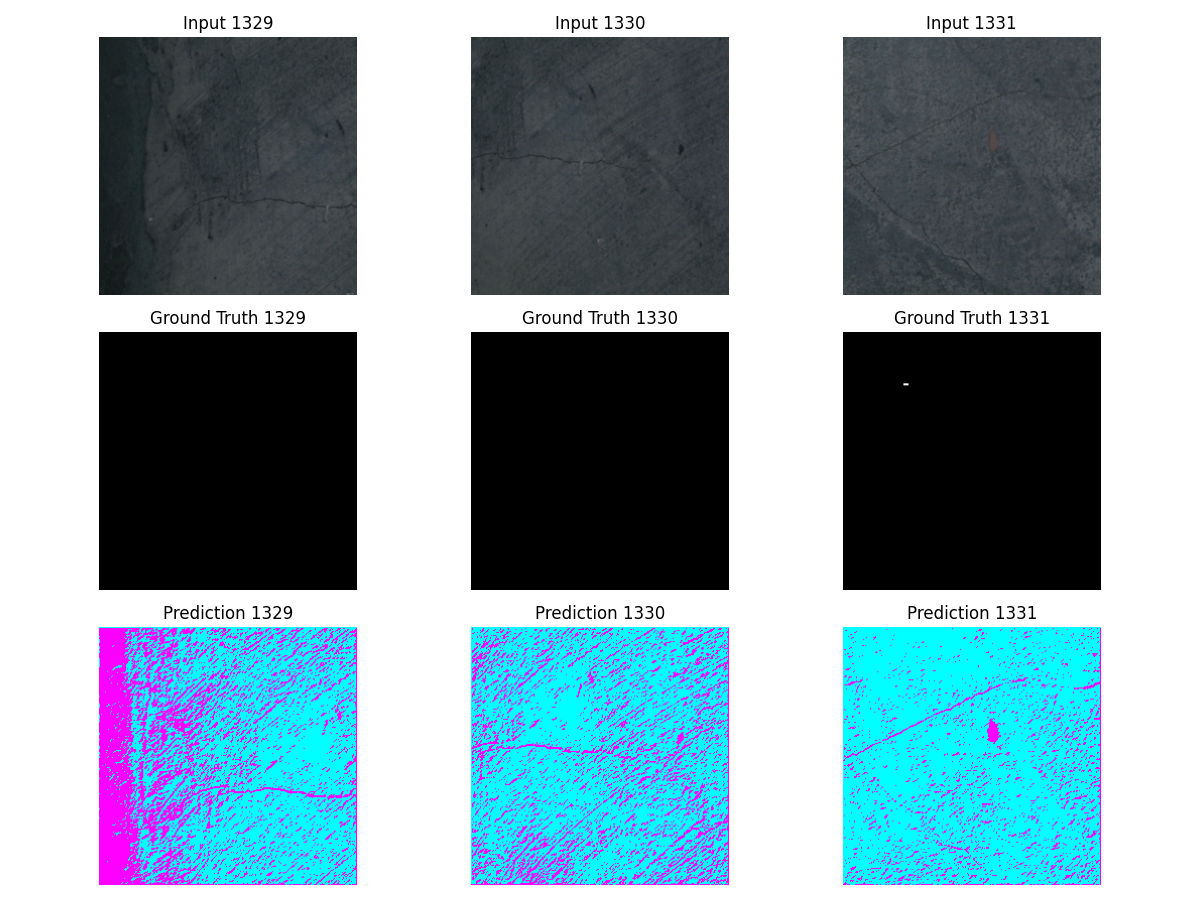 Input 1329
Input 1330
Input 1331
Ground Truth 1329
Ground Truth 1330
Ground Truth 1331
Prediction 1329
Prediction 1330
Prediction 1331